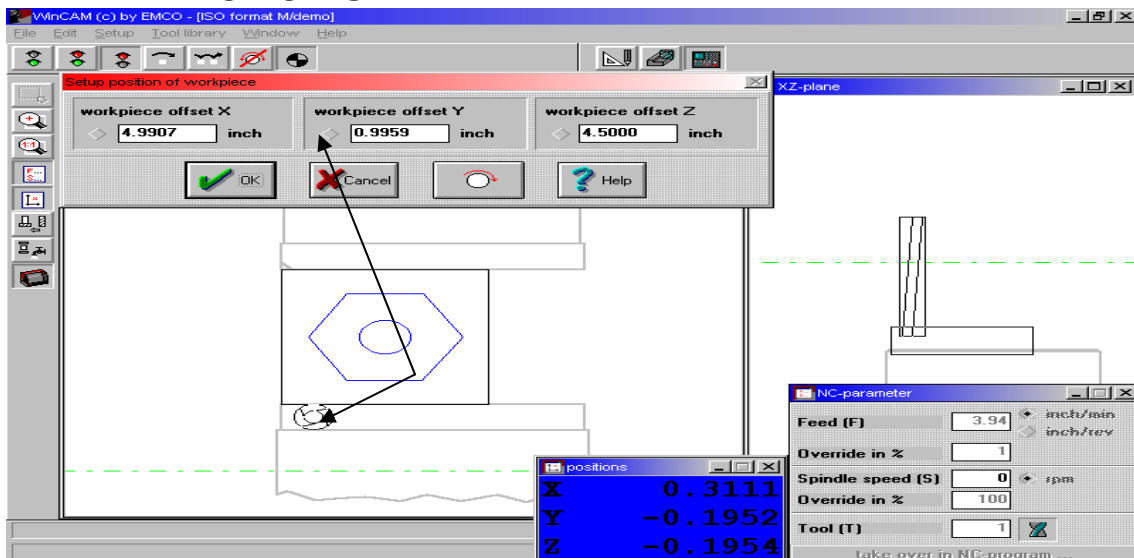 WinCAM (c) by EMCO - [ISO format M/demo]
File Edit Setup Tool library Window Help
Setup position of workpiece
workpiece offset X workpiece offset Y workpiece offset Z
4.9907 inch 0.9959 inch 4.5000 inch
OK Cancel Help
XZ-plane
NC-parameter
Feed (F) 3.94 inch/min
inch/rev
Override in % 1
Spindle speed (S) 0 rpm
Override in % 100
Tool (T) 1
take over in NC-program ...
positions
X 0.3111
Y -0.1952
Z -0.1954